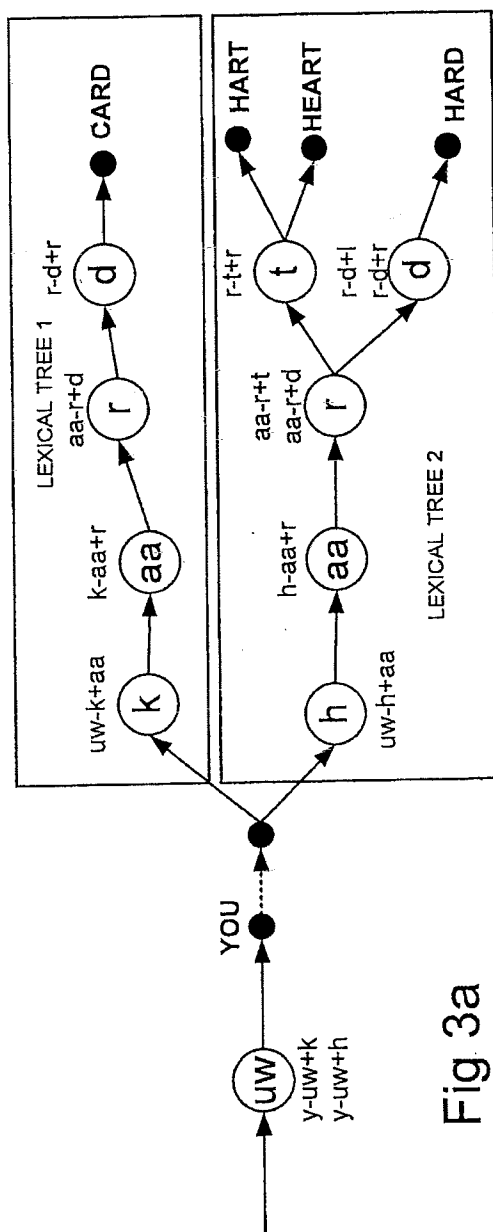 Fig 3a
uw
y-uw+k
y-uw+h
YOU
LEXICAL TREE 1
uw-k+aa
k
k-aa+r
aa
aa-r+d
r
r-d+r
d
CARD
LEXICAL TREE 2
h
uw-h+aa
h-aa+r
aa
aa-r+t
aa-r+d
r
r-t+r
t
HART
HEART
r-d+l
r-d+r
d
HARD